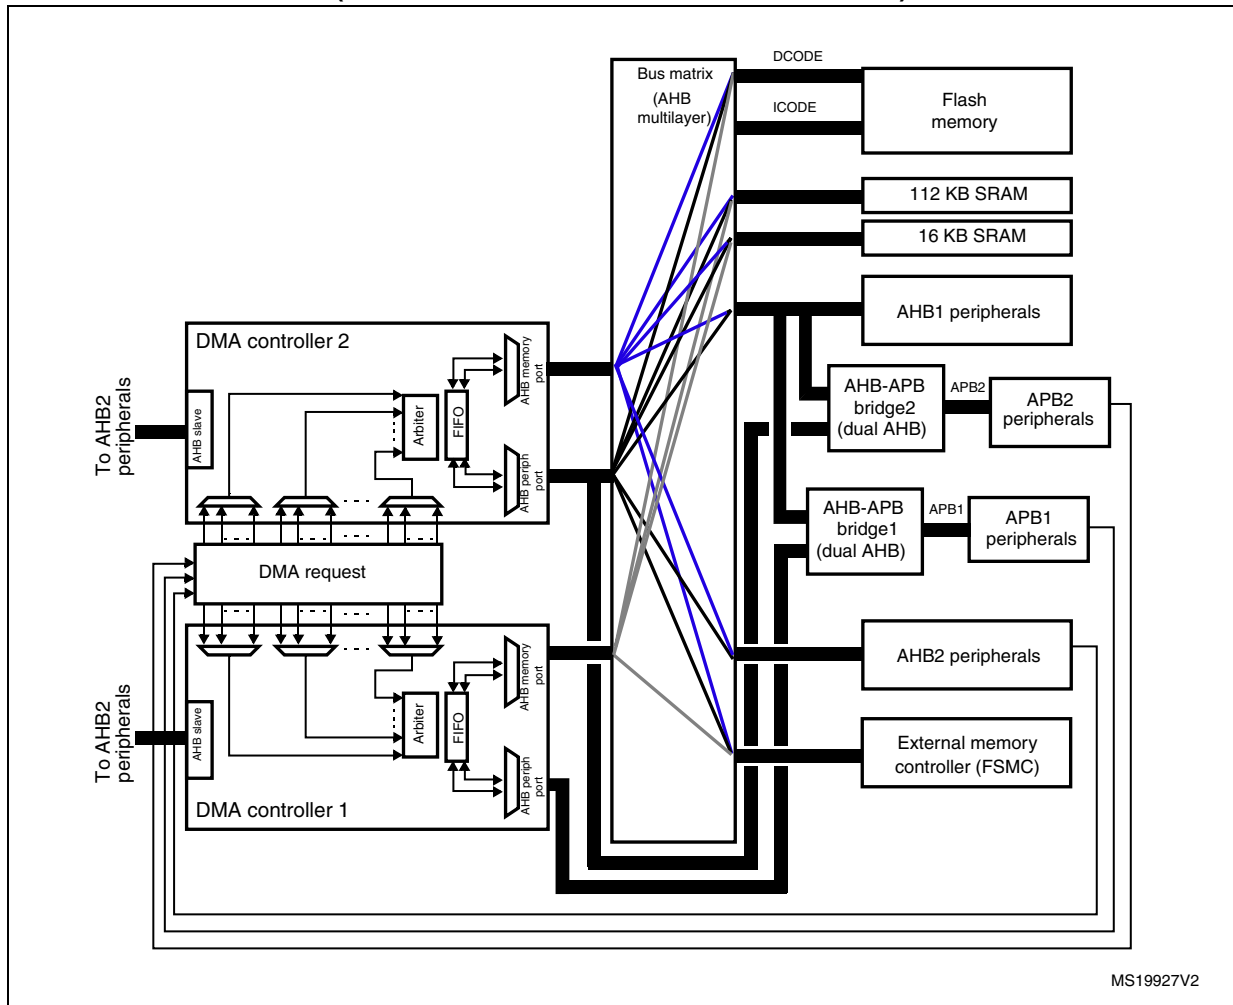 DCODE
Bus matrix
(AHB
multilayer)
ICODE
Flash
memory
112 KB SRAM
16 KB SRAM
AHB1 peripherals
DMA controller 2
To AHB2
peripherals
AHB slave
Arbiter
FIFO
AHB memory
port
AHB periph
port
AHB-APB
bridge2
(dual AHB)
APB2
APB2
peripherals
AHB-APB
bridge1
(dual AHB)
APB1
APB1
peripherals
DMA request
To AHB2
peripherals
AHB slave
Arbiter
FIFO
AHB memory
port
AHB periph
port
DMA controller 1
AHB2 peripherals
External memory
controller (FSMC)
MS19927V2